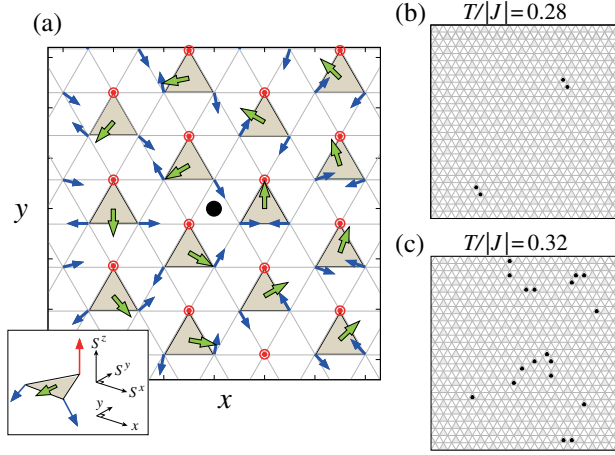 (a)
y
x
S^z
S^y
S^x
y
x
(b)
T/|J|=0.28
(c)
T/|J|=0.32